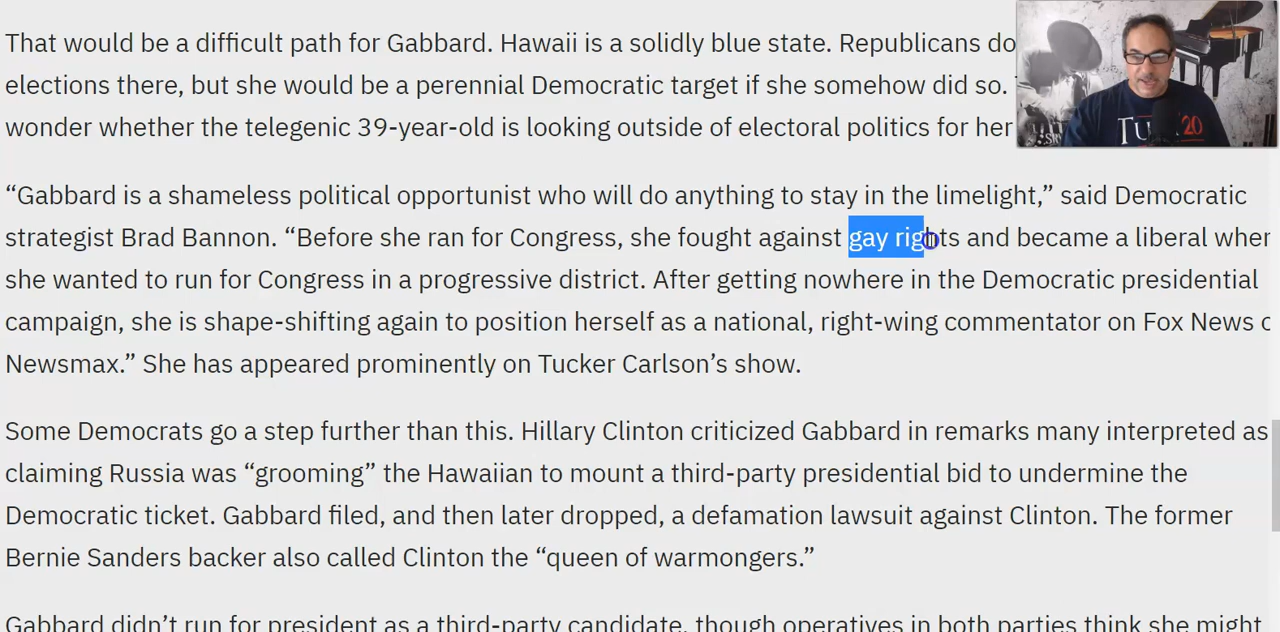 That would be a difficult path for Gabbard. Hawaii is a solidly blue state. Republicans do
elections there, but she would be a perennial Democratic target if she somehow did so.
wonder whether the telegenic 39-year-old is looking outside of electoral politics for her
“Gabbard is a shameless political opportunist who will do anything to stay in the limelight,” said Democratic
strategist Brad Bannon. “Before she ran for Congress, she fought against gay rights and became a liberal when
she wanted to run for Congress in a progressive district. After getting nowhere in the Democratic presidential
campaign, she is shape-shifting again to position herself as a national, right-wing commentator on Fox News
Newsmax.” She has appeared prominently on Tucker Carlson’s show.
Some Democrats go a step further than this. Hillary Clinton criticized Gabbard in remarks many interpreted as
claiming Russia was “grooming” the Hawaiian to mount a third-party presidential bid to undermine the
Democratic ticket. Gabbard filed, and then later dropped, a defamation lawsuit against Clinton. The former
Bernie Sanders backer also called Clinton the “queen of warmongers.”
Gabbard didn’t run for president as a third-party candidate, though operatives in both parties think she might